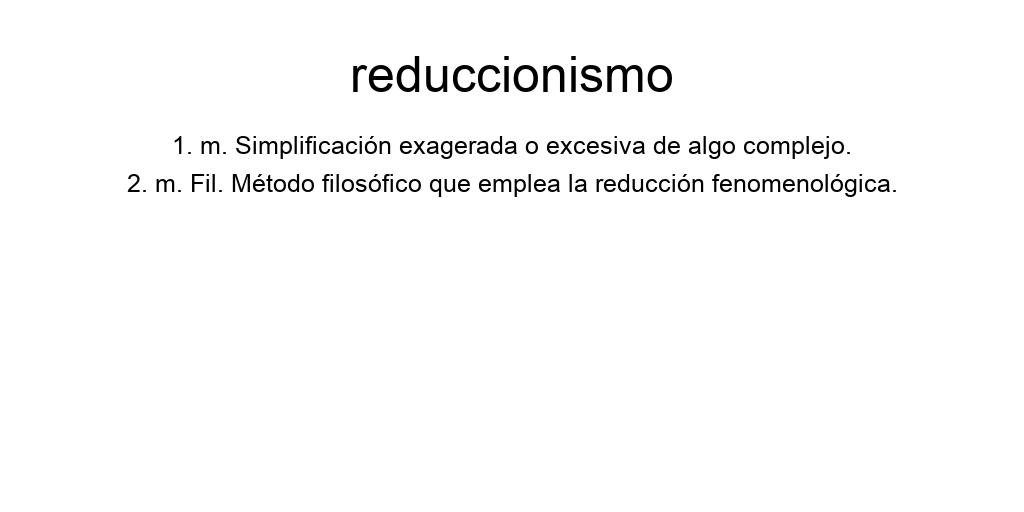 reduccionismo
1. m. Simplificación exagerada o excesiva de algo complejo.
2. m. Fil. Método filosófico que emplea la reducción fenomenológica.